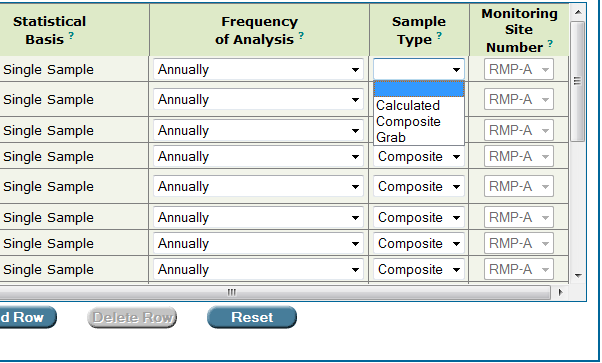 Statistical Basis ? Frequency of Analysis ? Sample Type ? Monitoring Site Number ?
Single Sample Annually RMP-A
Single Sample Annually RMP-A
Calculated
Composite
Grab
Single Sample Annually RMP-A
Single Sample Annually Composite RMP-A
Single Sample Annually Composite RMP-A
Single Sample Annually Composite RMP-A
Single Sample Annually Composite RMP-A
Single Sample Annually Composite RMP-A
d Row Delete Row Reset